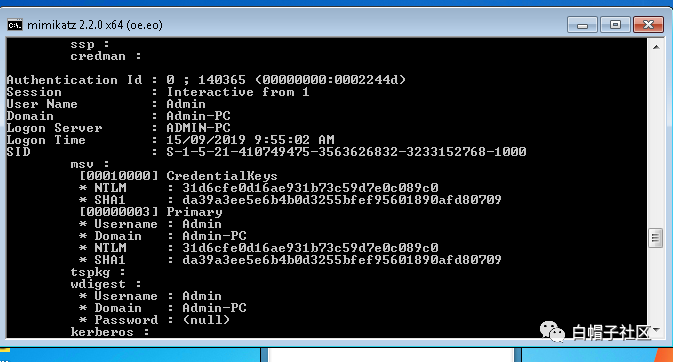 mimikatz 2.2.0 x64 (oe.eo)
ssp :
credman :
Authentication Id : 0 ; 140365 (00000000:0002244d)
Session : Interactive from 1
User Name : Admin
Domain : Admin-PC
Logon Server : ADMIN-PC
Logon Time : 15/09/2019 9:55:02 AM
SID : S-1-5-21-410749475-3563626832-3233152768-1000
msv :
[00010000] CredentialKeys
* NTLM : 31d6cfe0d16ae931b73c59d7e0c089c0
* SHA1 : da39a3ee5e6b4b0d3255bfef95601890afd80709
[00000003] Primary
* Username : Admin
* Domain : Admin-PC
* NTLM : 31d6cfe0d16ae931b73c59d7e0c089c0
* SHA1 : da39a3ee5e6b4b0d3255bfef95601890afd80709
tspkg :
wdigest :
* Username : Admin
* Domain : Admin-PC
* Password : (null)
kerberos :
白帽子社区